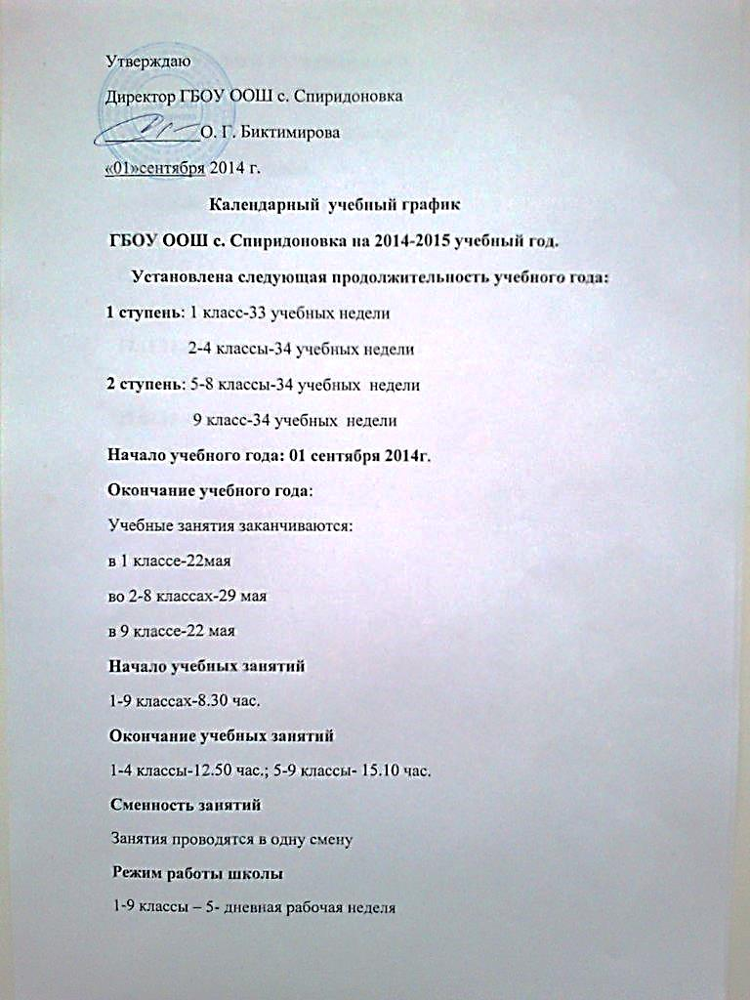 Утверждаю
Директор ГБОУ ООШ с. Спиридоновка
О. Г. Биктимирова
«01»сентября 2014 г.
Календарный учебный график
ГБОУ ООШ с. Спиридоновка на 2014-2015 учебный год.
Установлена следующая продолжительность учебного года:
1 ступень: 1 класс-33 учебных недели
2-4 классы-34 учебных недели
2 ступень: 5-8 классы-34 учебных недели
9 класс-34 учебных недели
Начало учебного года: 01 сентября 2014г.
Окончание учебного года:
Учебные занятия заканчиваются:
в 1 классе-22мая
во 2-8 классах-29 мая
в 9 классе-22 мая
Начало учебных занятий
1-9 классах-8.30 час.
Окончание учебных занятий
1-4 классы-12.50 час.; 5-9 классы- 15.10 час.
Сменность занятий
Занятия проводятся в одну смену
Режим работы школы
1-9 классы – 5- дневная рабочая неделя